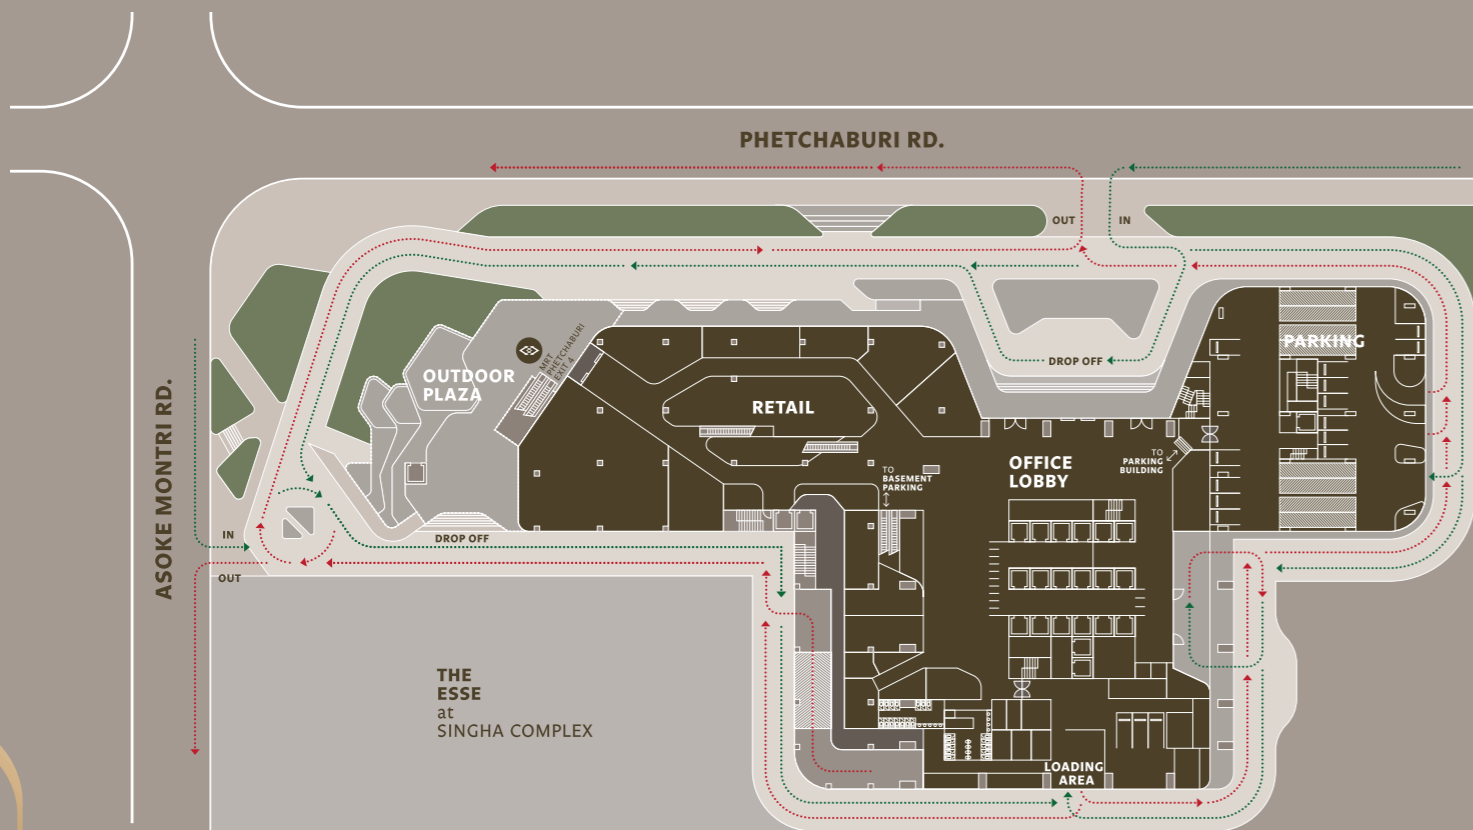 PHETCHABURI RD.
OUT
IN
PARKING
DROP OFF
MRT
PHETCHABURI
EXIT 4
OUTDOOR
PLAZA
RETAIL
ASOKE MONTRI RD.
TO
PARKING
BUILDING
OFFICE
LOBBY
TO
BASEMENT
PARKING
IN
DROP OFF
OUT
THE
ESSE
at
SINGHA COMPLEX
LOADING
AREA